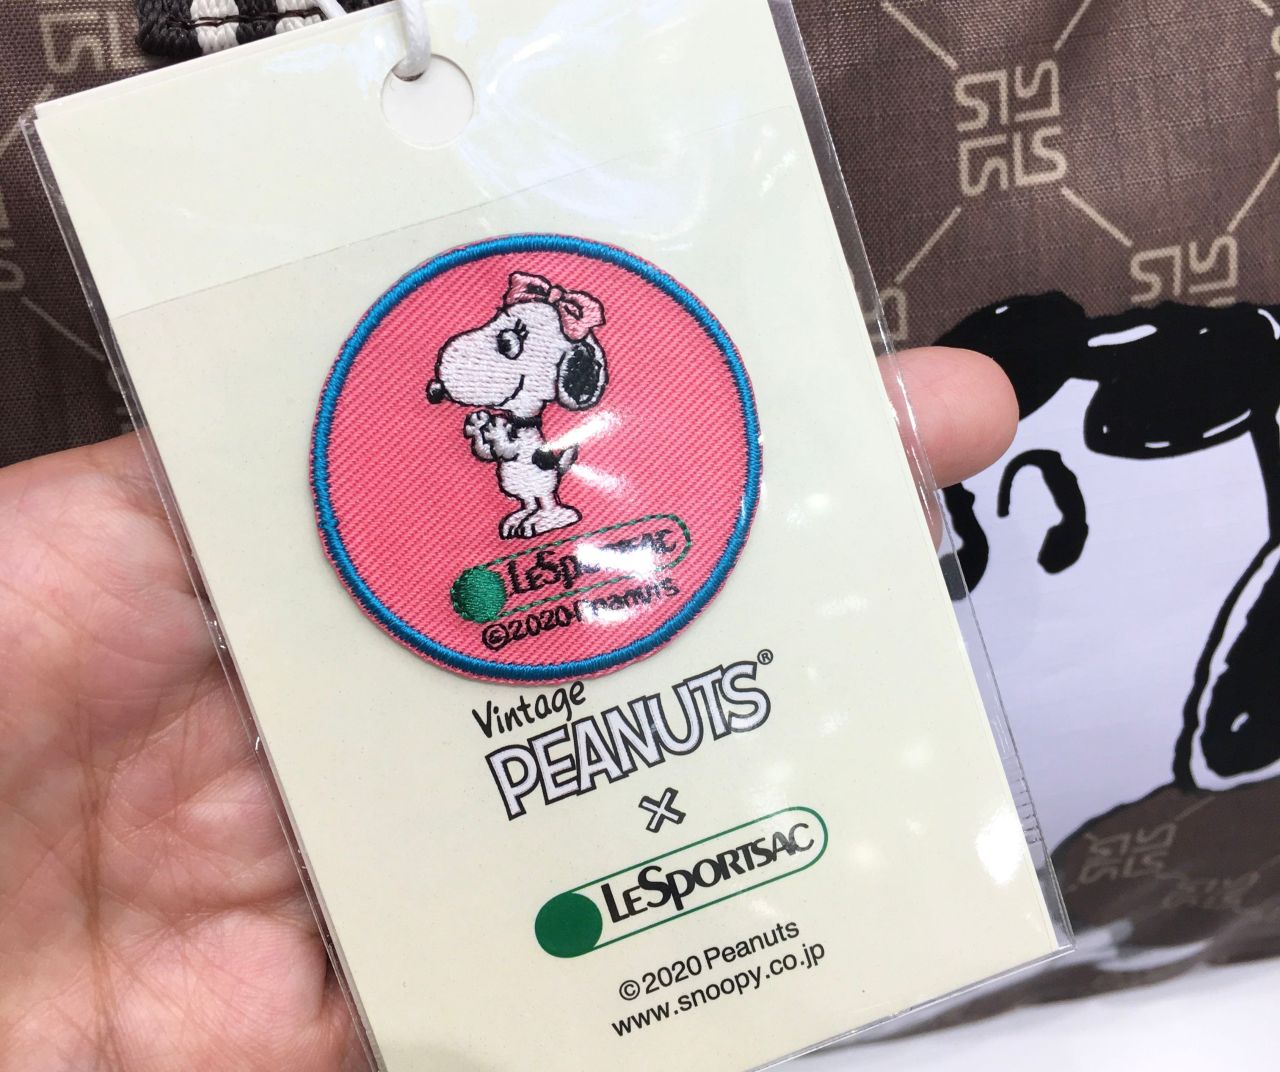 LeSportsac
©2020 Peanuts
Vintage
PEANUTS®
×
LeSportsac
©2020 Peanuts
www.snoopy.co.jp